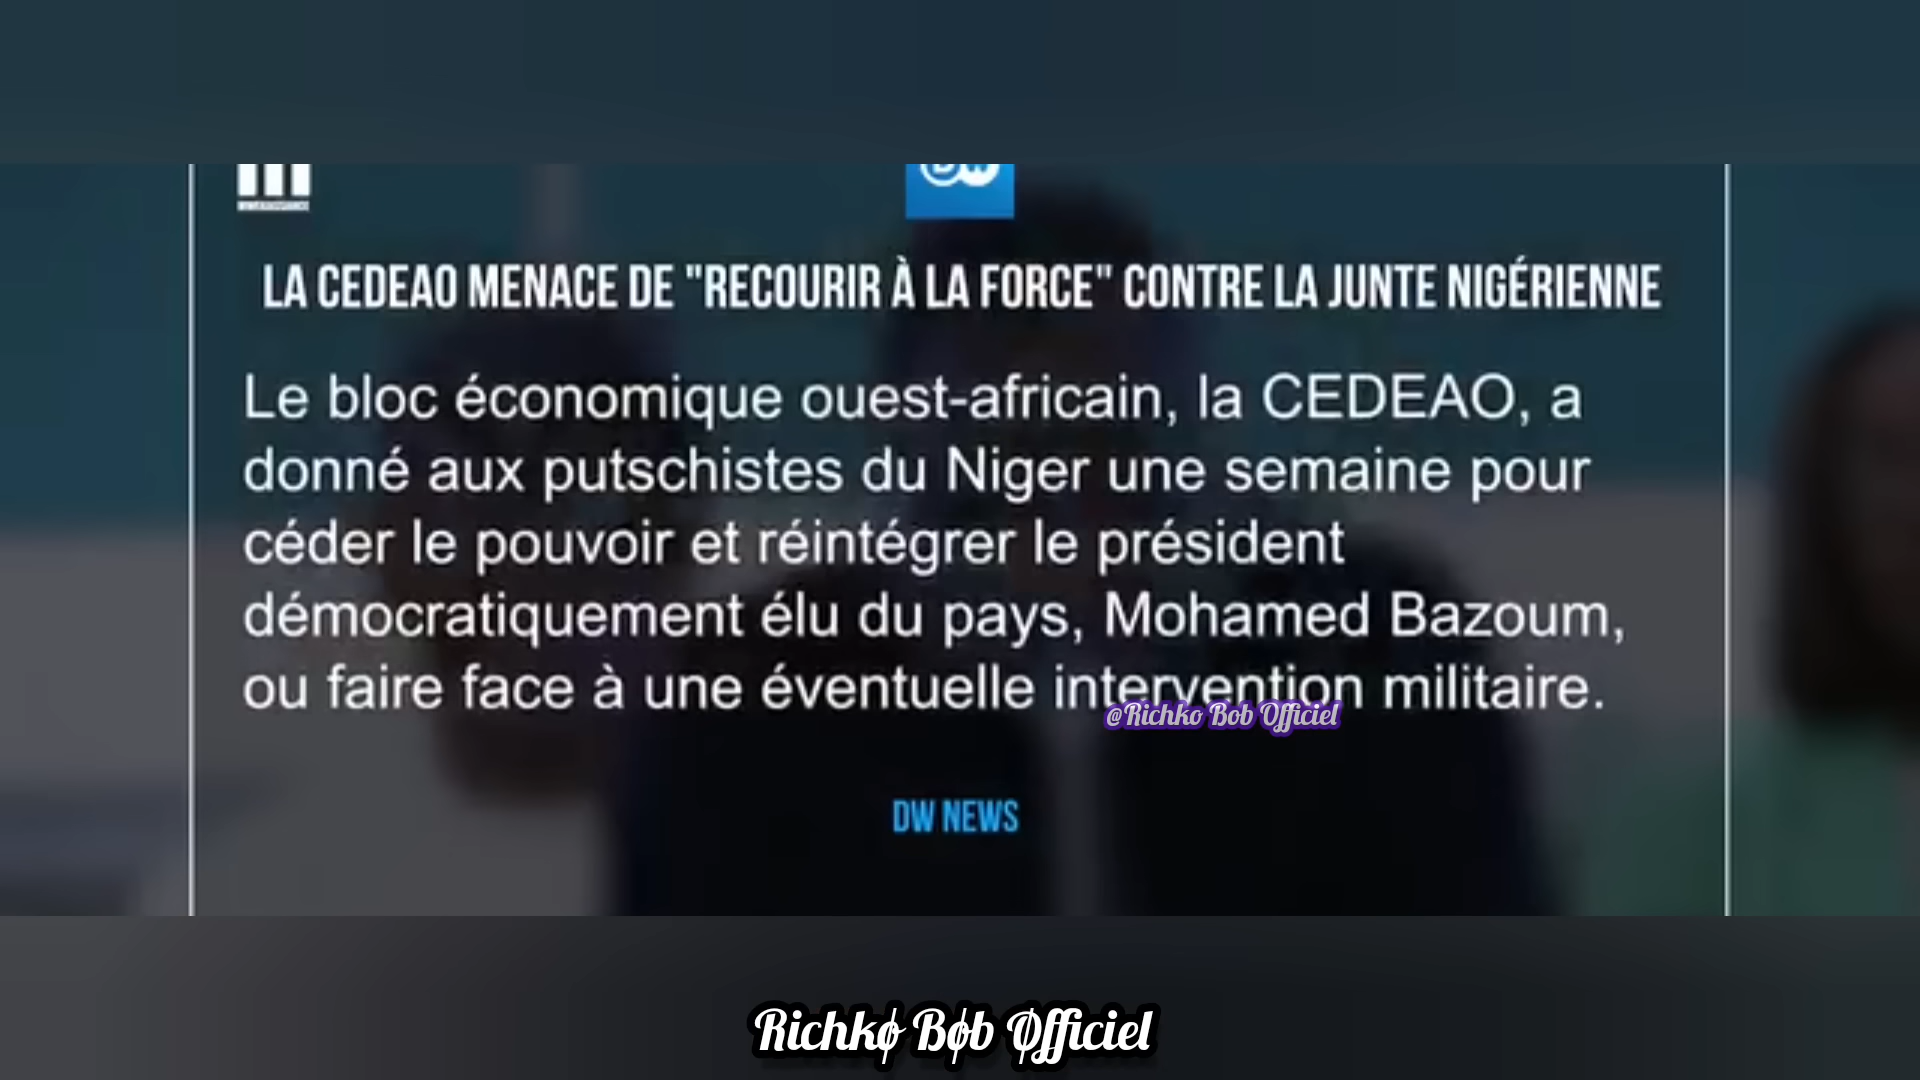 LA CEDEAO MENACE DE "RECOURIR À LA FORCE" CONTRE LA JUNTE NIGÉRIENNE
Le bloc économique ouest-africain, la CEDEAO, a
donné aux putschistes du Niger une semaine pour
céder le pouvoir et réintégrer le président
démocratiquement élu du pays, Mohamed Bazoum,
ou faire face à une éventuelle intervention militaire.
@Richko Bob Officiel
DW NEWS
Richkø Bøb Øfficiel